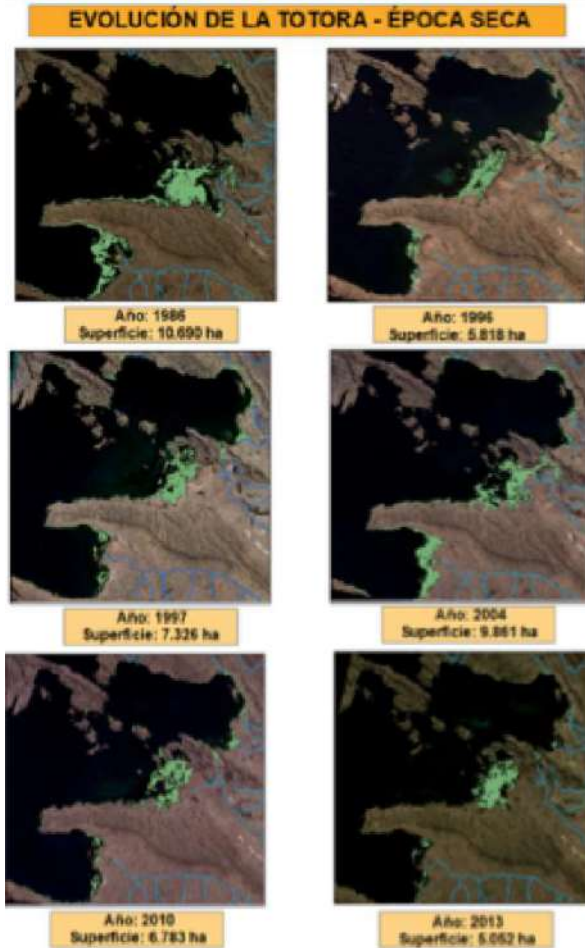 EVOLUCIÓN DE LA TOTORA - ÉPOCA SECA
Año: 1986
Superficie: 10.690 ha
Año: 1996
Superficie: 5.818 ha
Año: 1997
Superficie: 7.326 ha
Año: 2004
Superficie: 9.861 ha
Año: 2010
Superficie: 6.783 ha
Año: 2013
Superficie: 5.052 ha